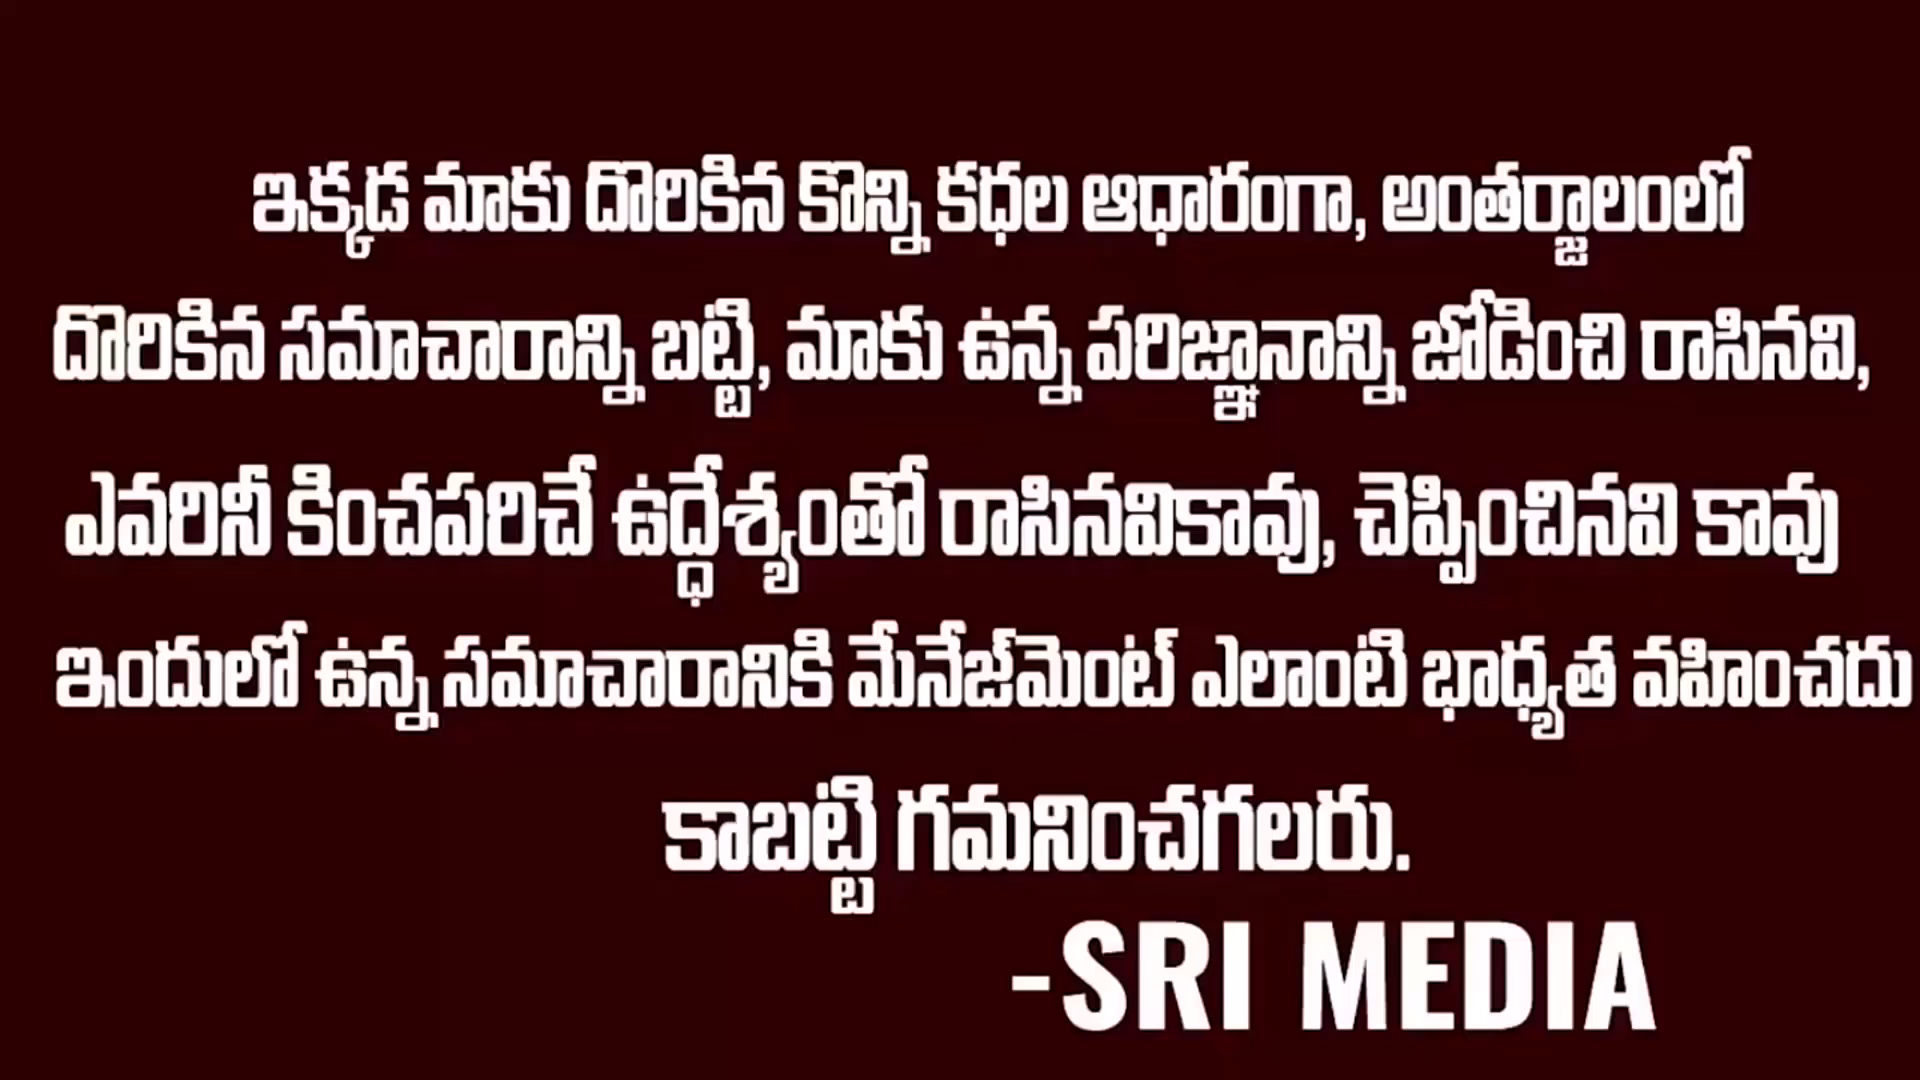 ఇక్కడ మాకు దొరికిన కొన్ని కధల ఆధారంగా, అంతర్జాలంలో
దొరికిన సమాచారాన్ని బట్టి, మాకు ఉన్న పరిజ్ఞానాన్ని జోడించి రాసినవి,
ఎవరినీ కించపరిచే ఉద్ధేశ్యంతో రాసినవికావు, చెప్పించినవి కావు
ఇందులో ఉన్న సమాచారానికి మేనేజ్‌మెంట్ ఎలాంటి భాధ్యత వహించదు
కాబట్టి గమనించగలరు.
-SRI MEDIA